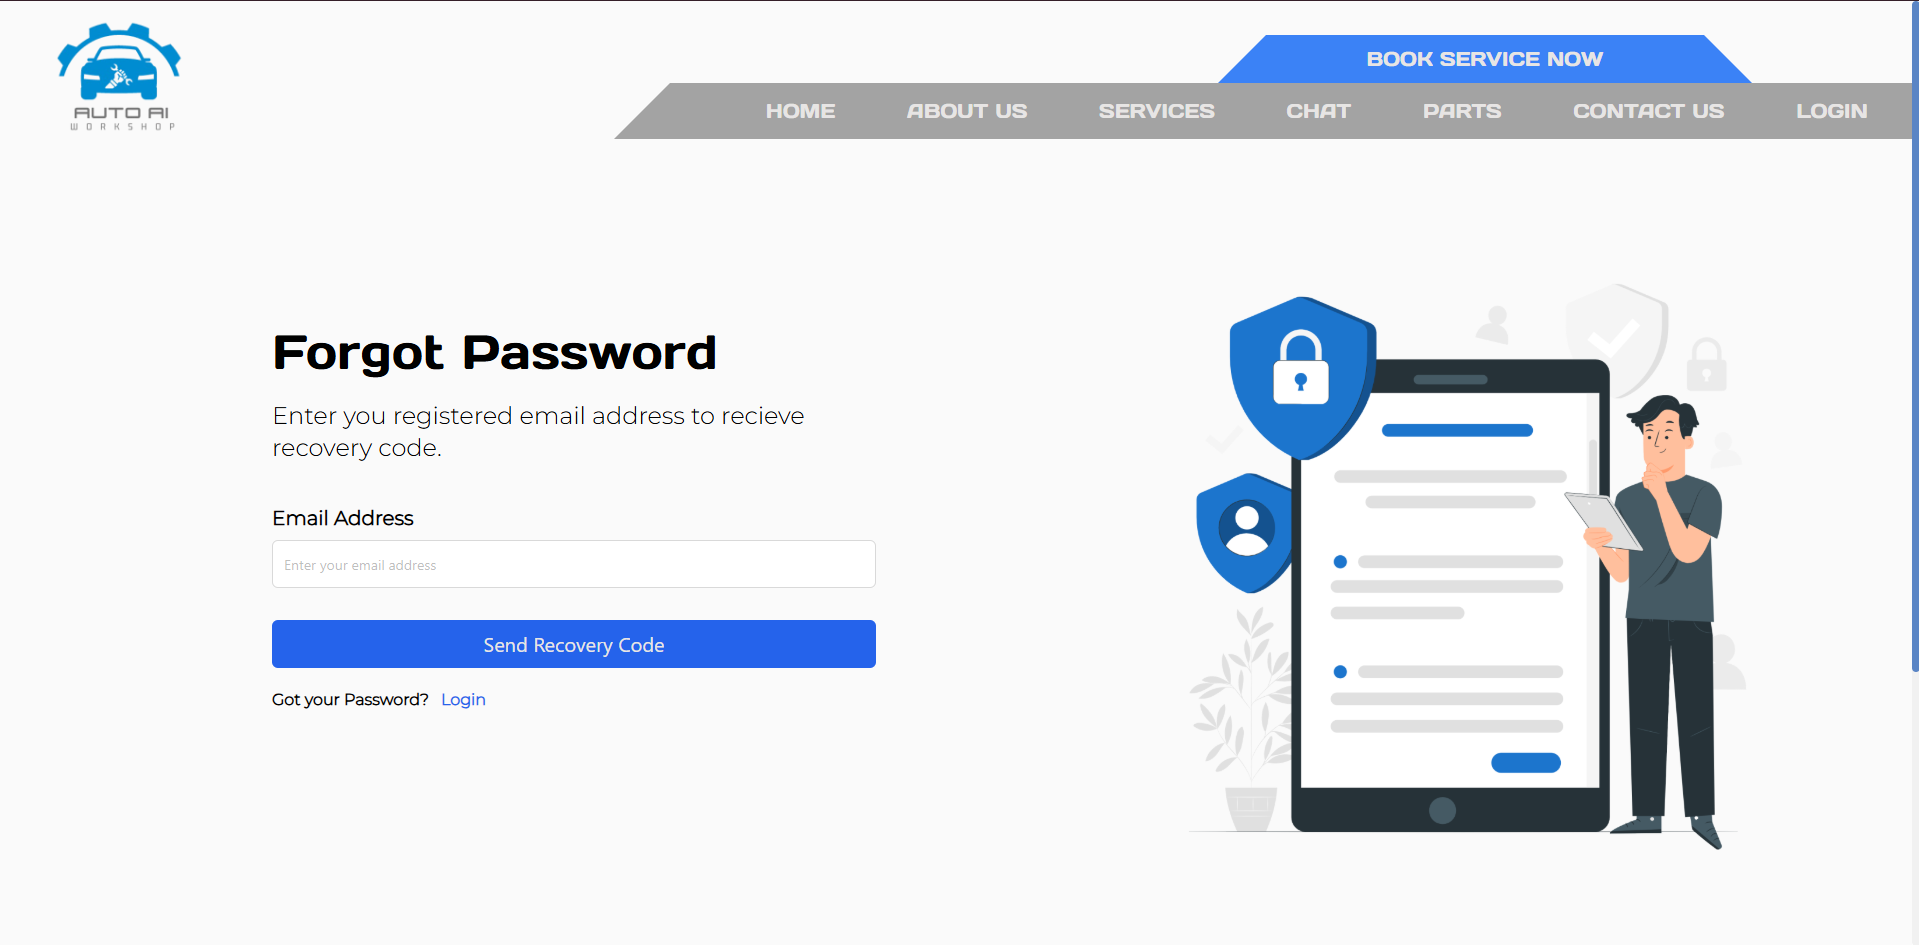 AUTO AI
WORKSHOP
BOOK SERVICE NOW
HOME ABOUT US SERVICES CHAT PARTS CONTACT US LOGIN
Forgot Password
Enter you registered email address to recieve
recovery code.
Email Address
Enter your email address
Send Recovery Code
Got your Password? Login